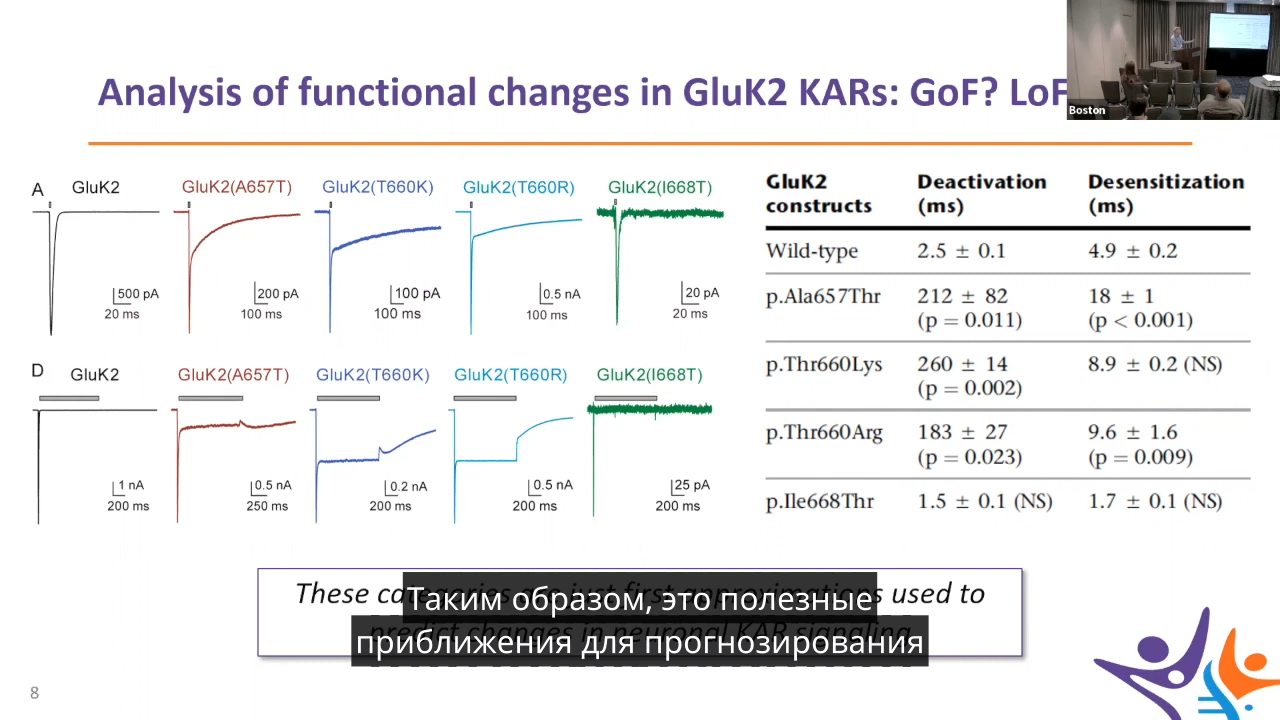 Analysis of functional changes in GluK2 KARs: GoF? LoF
Boston
A GluK2 GluK2(A657T) GluK2(T660K) GluK2(T660R) GluK2(I668T)
500 pA 200 pA 100 pA 0.5 nA 20 pA
20 ms 100 ms 100 ms 100 ms 20 ms
D GluK2 GluK2(A657T) GluK2(T660K) GluK2(T660R) GluK2(I668T)
1 nA 0.5 nA 0.2 nA 0.5 nA 25 pA
200 ms 250 ms 200 ms 200 ms 200 ms
GluK2 constructs Deactivation (ms) Desensitization (ms)
Wild-type 2.5 ± 0.1 4.9 ± 0.2
p.Ala657Thr 212 ± 82 18 ± 1
(p = 0.011) (p < 0.001)
p.Thr660Lys 260 ± 14 8.9 ± 0.2 (NS)
(p = 0.002)
p.Thr660Arg 183 ± 27 9.6 ± 1.6
(p = 0.023) (p = 0.009)
p.Ile668Thr 1.5 ± 0.1 (NS) 1.7 ± 0.1 (NS)
These used to
Таким образом, это полезные
приближения для прогнозирования
8